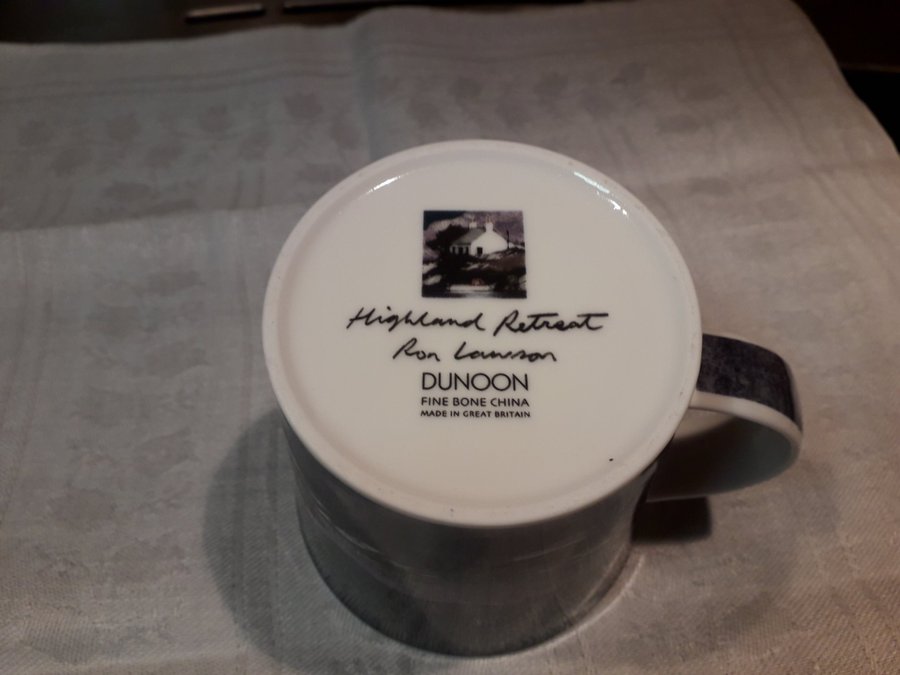 Highland Retreat
Ron Lawson
DUNOON
FINE BONE CHINA
MADE IN GREAT BRITAIN